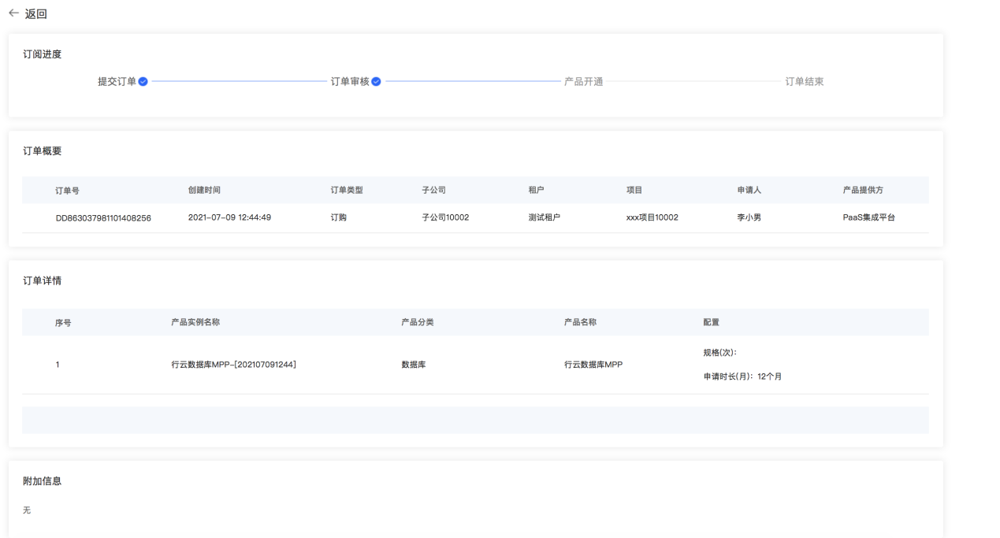 返回
订阅进度
提交订单 订单审核 产品开通 订单结束
订单概要
订单号 创建时间 订单类型 子公司 租户 项目 申请人 产品提供方
DD863037981101408256 2021-07-09 12:44:49 订购 子公司10002 测试租户 xxx项目10002 李小男 PaaS集成平台
订单详情
序号 产品实例名称 产品分类 产品名称 配置
规格(次):
1 行云数据库MPP-[202107091244] 数据库 行云数据库MPP
申请时长(月): 12个月
附加信息
无